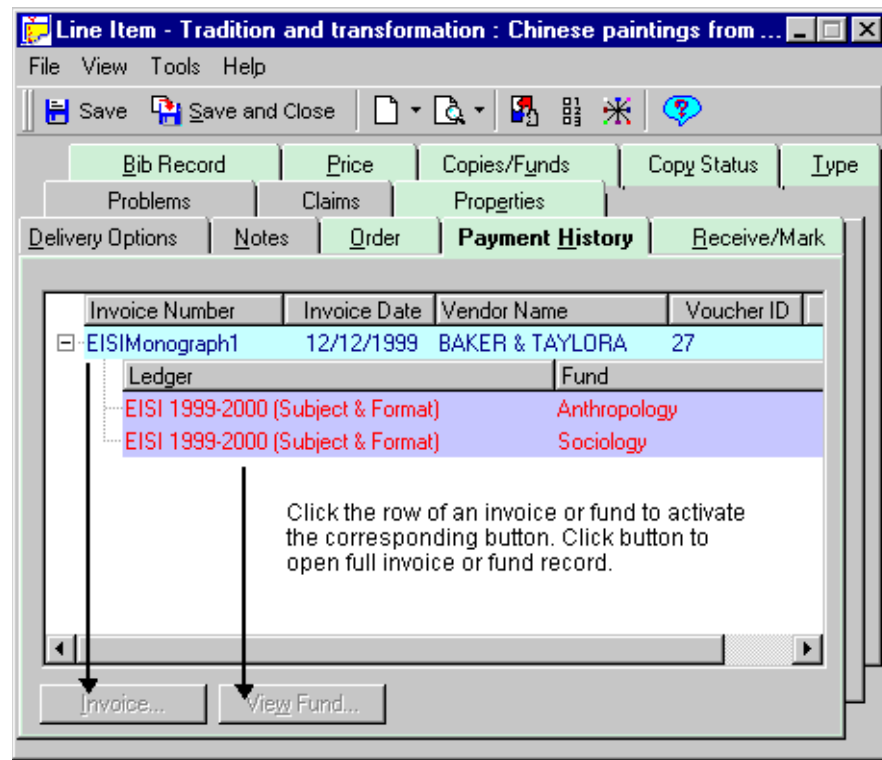 Line Item - Tradition and transformation : Chinese paintings from ...
File View Tools Help
Save Save and Close
Bib Record Price Copies/Funds Copy Status Type
Problems Claims Properties
Delivery Options Notes Order Payment History Receive/Mark
Invoice Number Invoice Date Vendor Name Voucher ID
EISIMonograph1 12/12/1999 BAKER & TAYLORA 27
Ledger Fund
EISI 1999-2000 (Subject & Format) Anthropology
EISI 1999-2000 (Subject & Format) Sociology
Click the row of an invoice or fund to activate
the corresponding button. Click button to
open full invoice or fund record.
Invoice... View Fund...